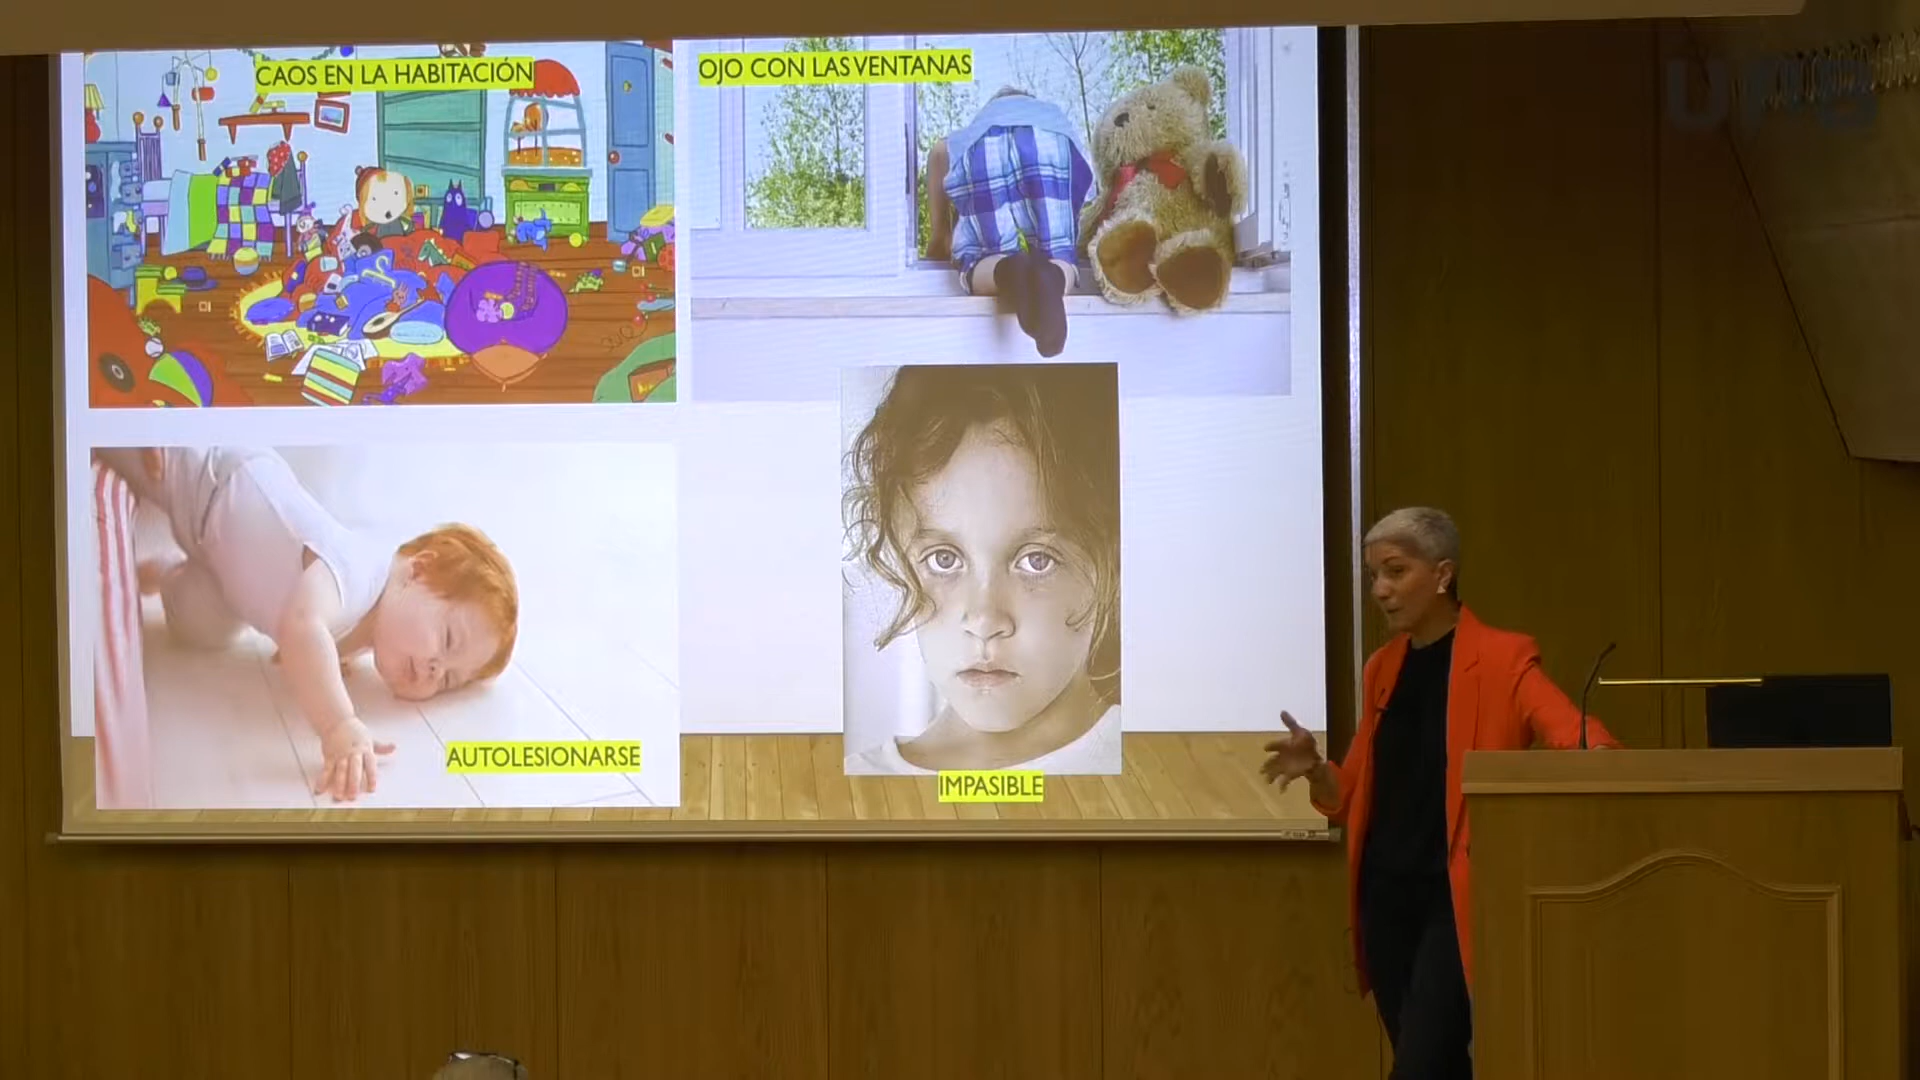 CAOS EN LA HABITACIÓN
OJO CON LAS VENTANAS
AUTOLESIONARSE
IMPASIBLE